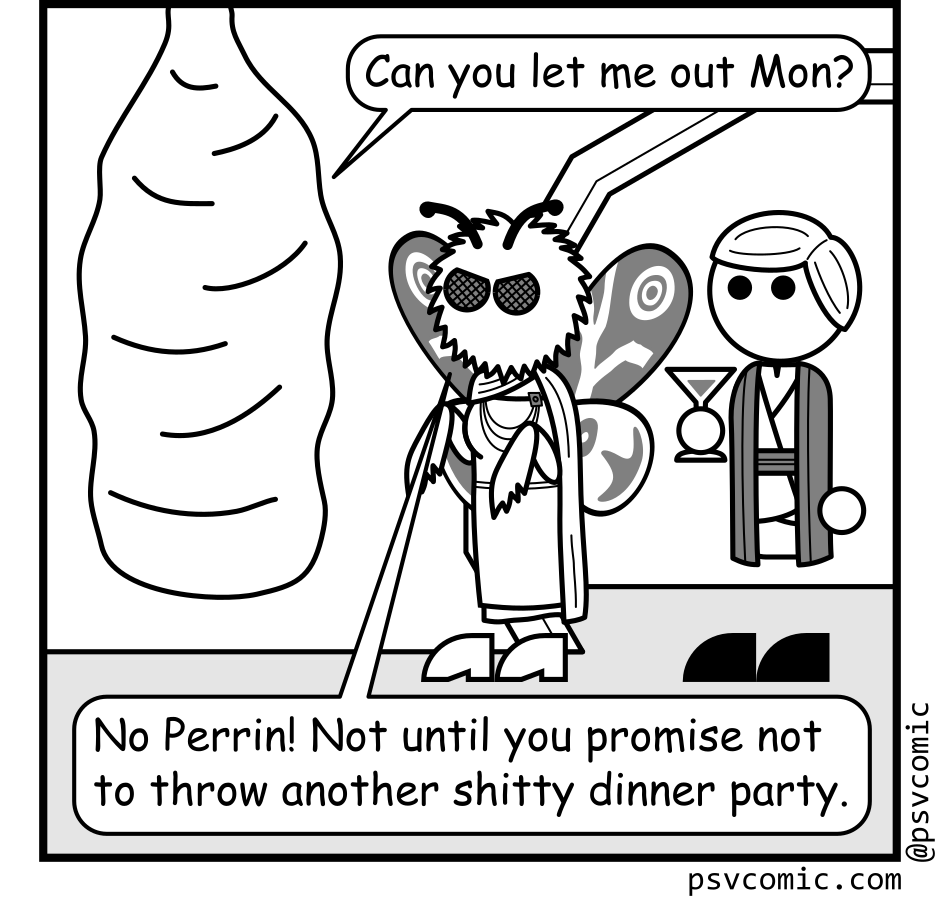 Can you let me out Mon?
No Perrin! Not until you promise not
to throw another shitty dinner party.
@psvcomic
psvcomic.com